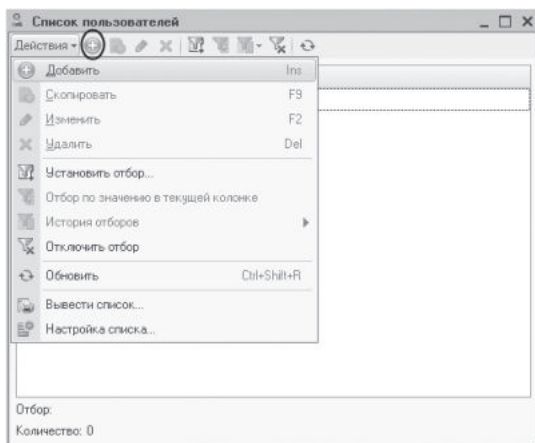 Список пользователей
Действия
Добавить Ins
Скопировать F9
Изменить F2
Удалить Del
Установить отбор...
Отбор по значению в текущей колонке
История отборов
Отключить отбор
Обновить Ctrl+Shift+R
Вывести список...
Настройка списка...
Отбор:
Количество: 0